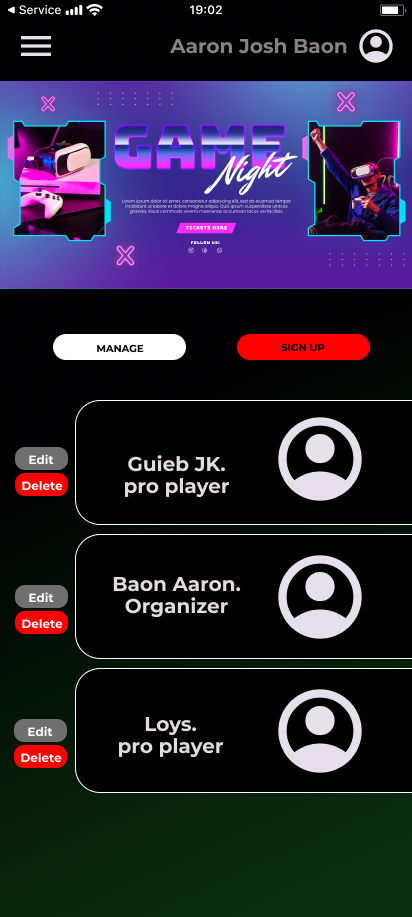 Service
19:02
Aaron Josh Baon
GAME
Night
Lorem ipsum dolor sit amet, consectetur adipiscing elit, sed do eiusmod tempor
incididunt ut labore et dolore magna aliqua. Quis ipsum suspendisse ultrices
gravida. Risus commodo viverra maecenas accumsan lacus vel facilisis
TICKETS HERE
FOLLOW US:
MANAGE
SIGN UP
Guieb JK.
pro player
Edit
Delete
Baon Aaron.
Organizer
Edit
Delete
Loys.
pro player
Edit
Delete